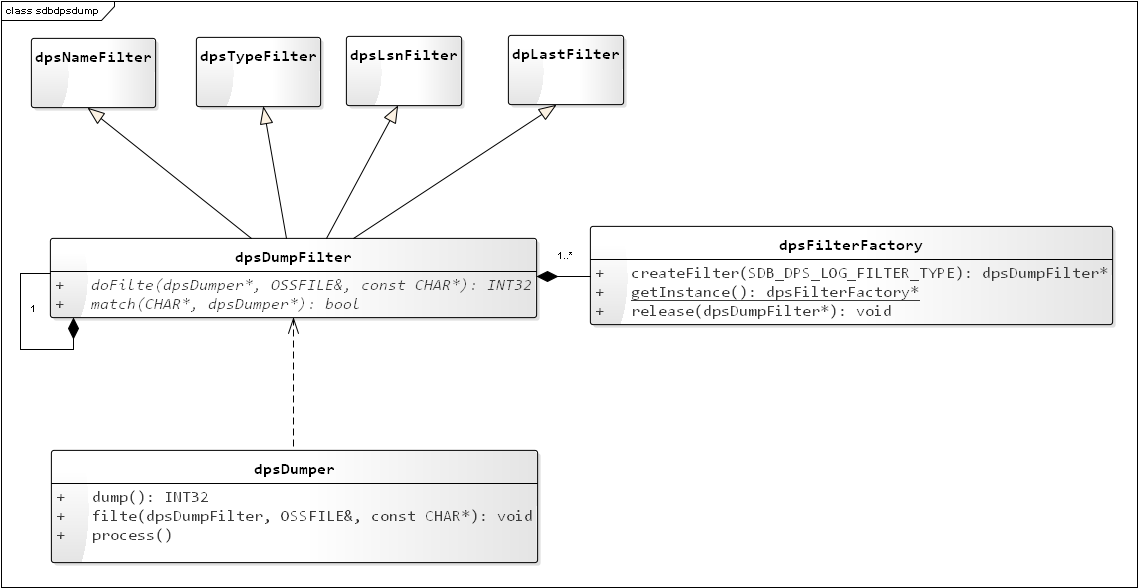 class sdbdpsdump
dpsNameFilter
dpsTypeFilter
dpsLsnFilter
dpLastFilter
dpsDumpFilter
+ doFilte(dpsDumper*, OSSFILE&, const CHAR*): INT32
+ match(CHAR*, dpsDumper*): bool
1
1..*
dpsFilterFactory
+ createFilter(SDB_DPS_LOG_FILTER_TYPE): dpsDumpFilter*
+ getInstance(): dpsFilterFactory*
+ release(dpsDumpFilter*): void
dpsDumper
+ dump(): INT32
+ filte(dpsDumpFilter, OSSFILE&, const CHAR*): void
+ process()